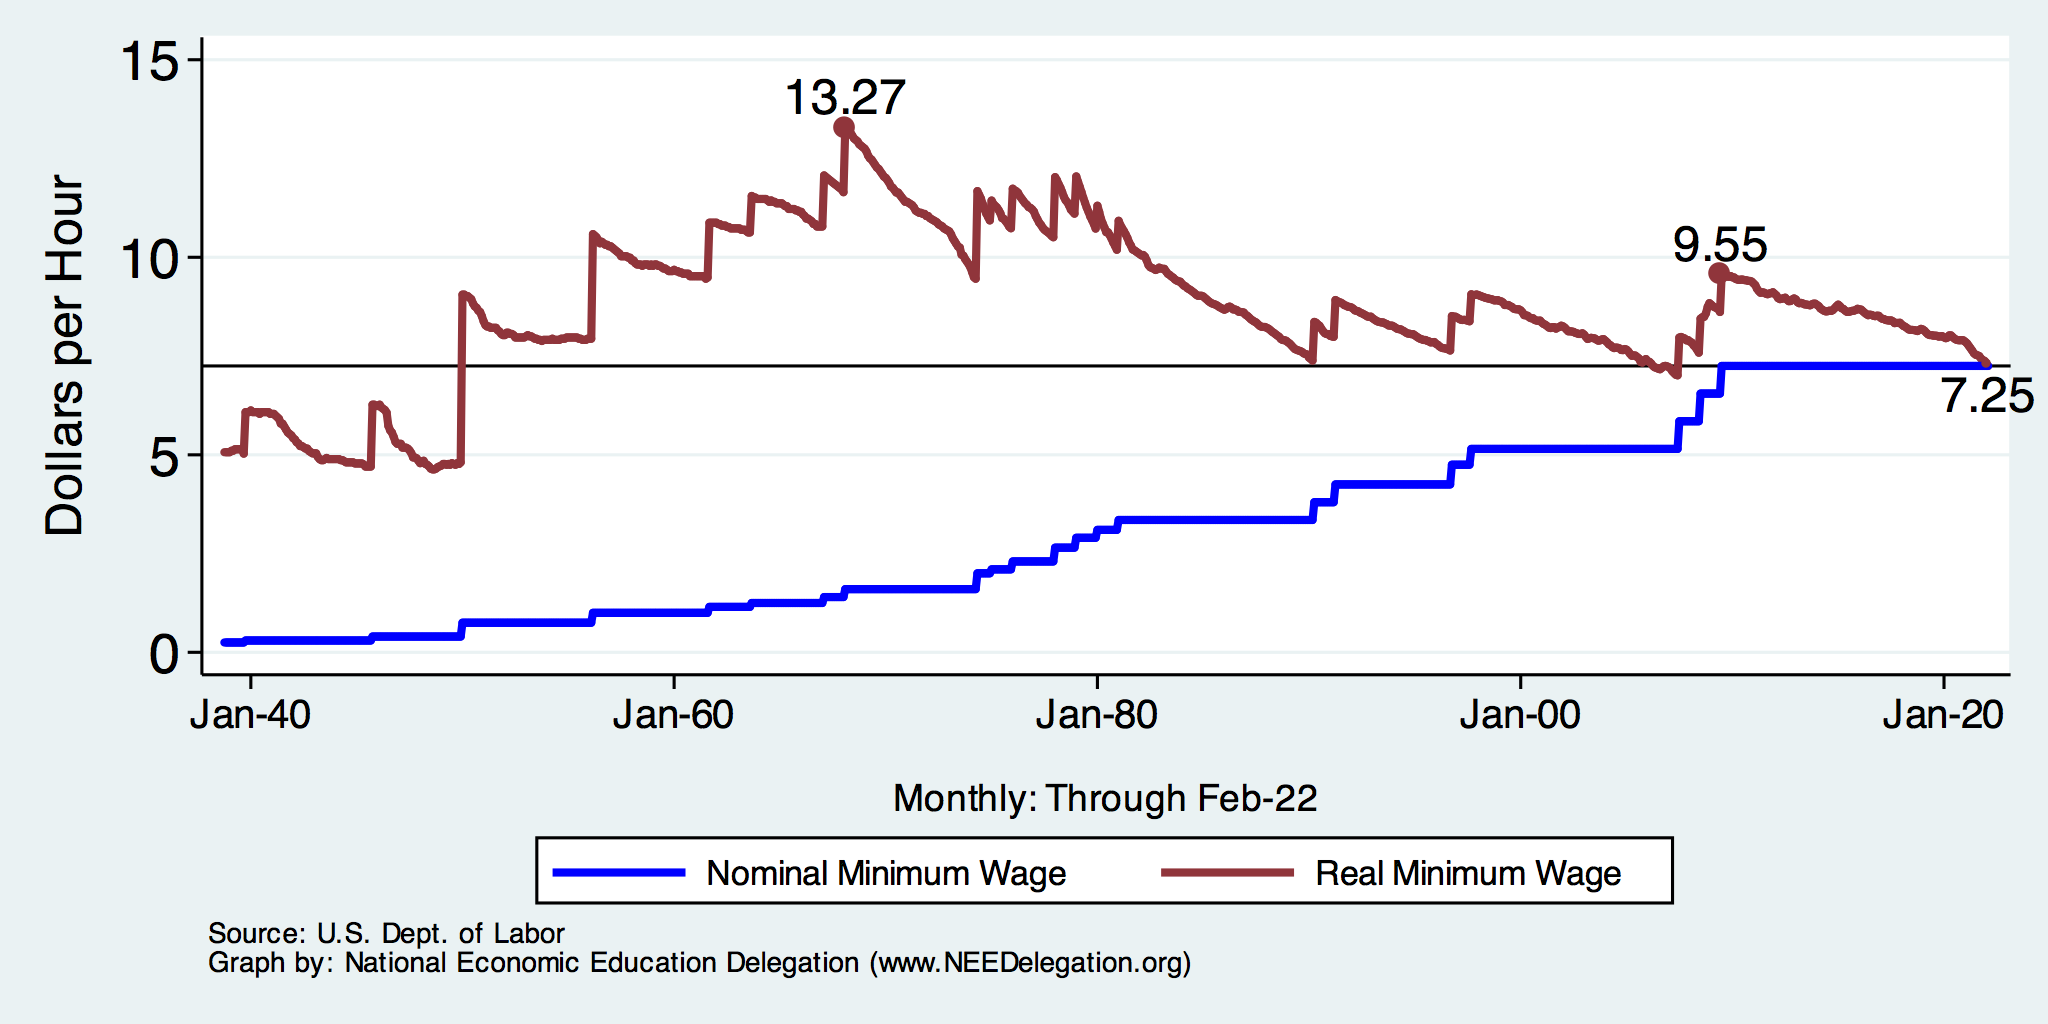 15
13.27
10
9.55
7.25
5
0
Dollars per Hour
Jan-40 Jan-60 Jan-80 Jan-00 Jan-20
Monthly: Through Feb-22
Nominal Minimum Wage Real Minimum Wage
Source: U.S. Dept. of Labor
Graph by: National Economic Education Delegation (www.NEEDelegation.org)